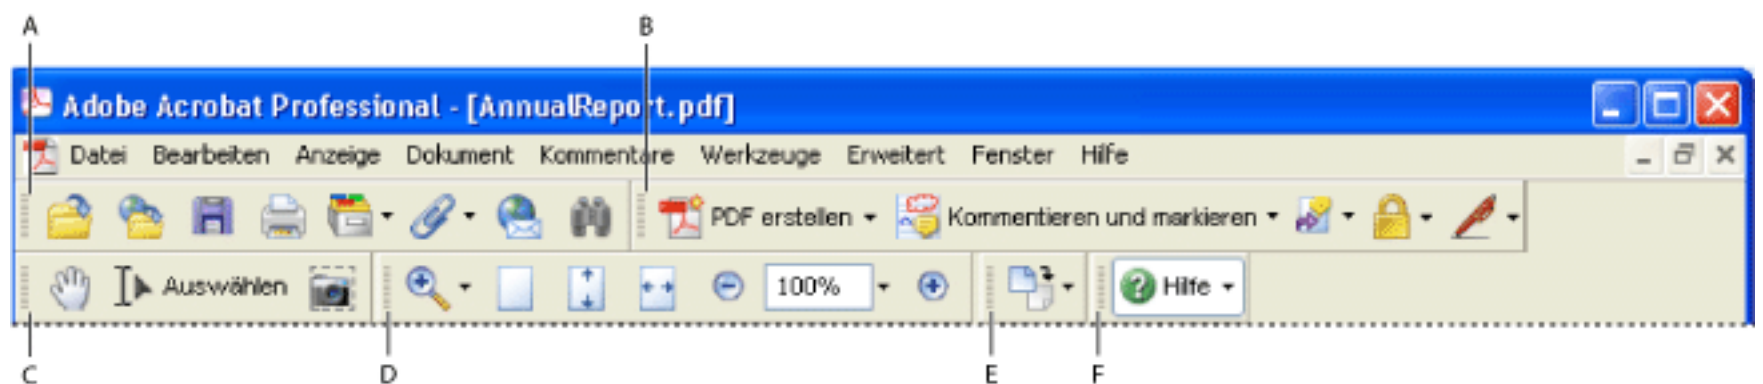 A B
Adobe Acrobat Professional - [AnnualReport.pdf]
Datei Bearbeiten Anzeige Dokument Kommentare Werkzeuge Erweitert Fenster Hilfe
PDF erstellen Kommentieren und markieren
Auswählen 100% Hilfe
C D E F